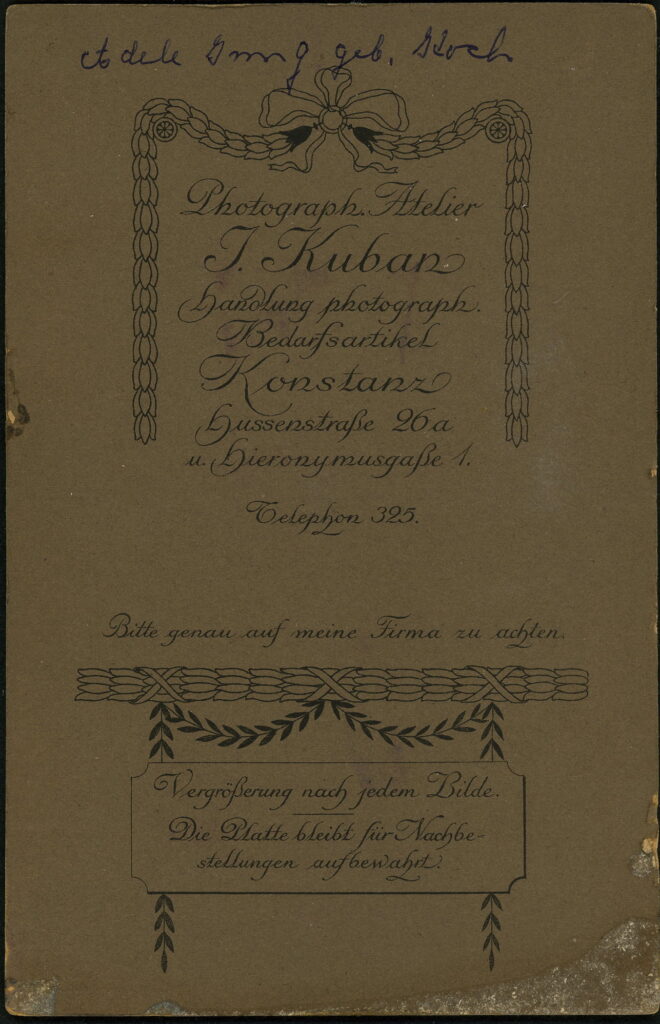 Adele geb. Koch
Photograph. Atelier
J. Kuban
Handlung photograph.
Bedarfsartikel
Konstanz
Hussenstraße 26a
u. Hieronymusgaße 1.
Telephon 325.
Bitte genau auf meine Firma zu achten.
Vergrößerung nach jedem Bilde.
Die Platte bleibt für Nachbe-
stellungen aufbewahrt.